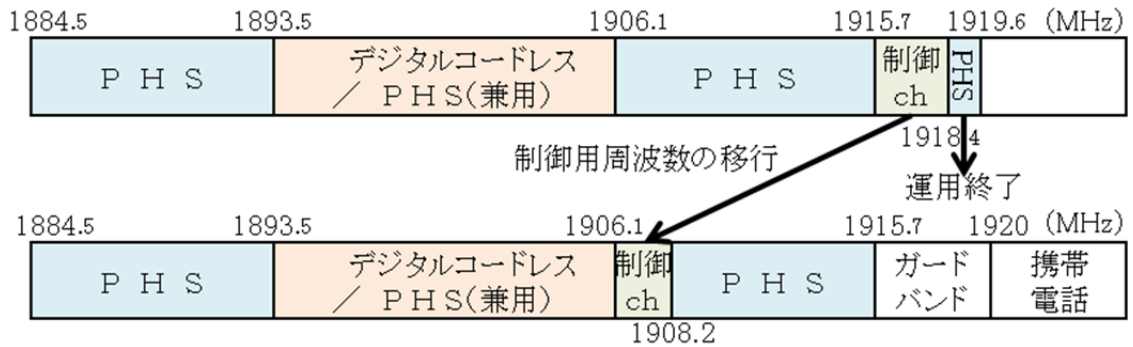 1884.5 1893.5 1906.1 1915.7 1919.6 (MHz)
PHS
デジタルコードレス
/ PHS(兼用)
PHS
制御
ch
PHS
1918.4
制御用周波数の移行
運用終了
1884.5 1893.5 1906.1 1915.7 1920 (MHz)
PHS
デジタルコードレス
/ PHS(兼用)
制御
ch
PHS
ガード
バンド
携帯
電話
1908.2